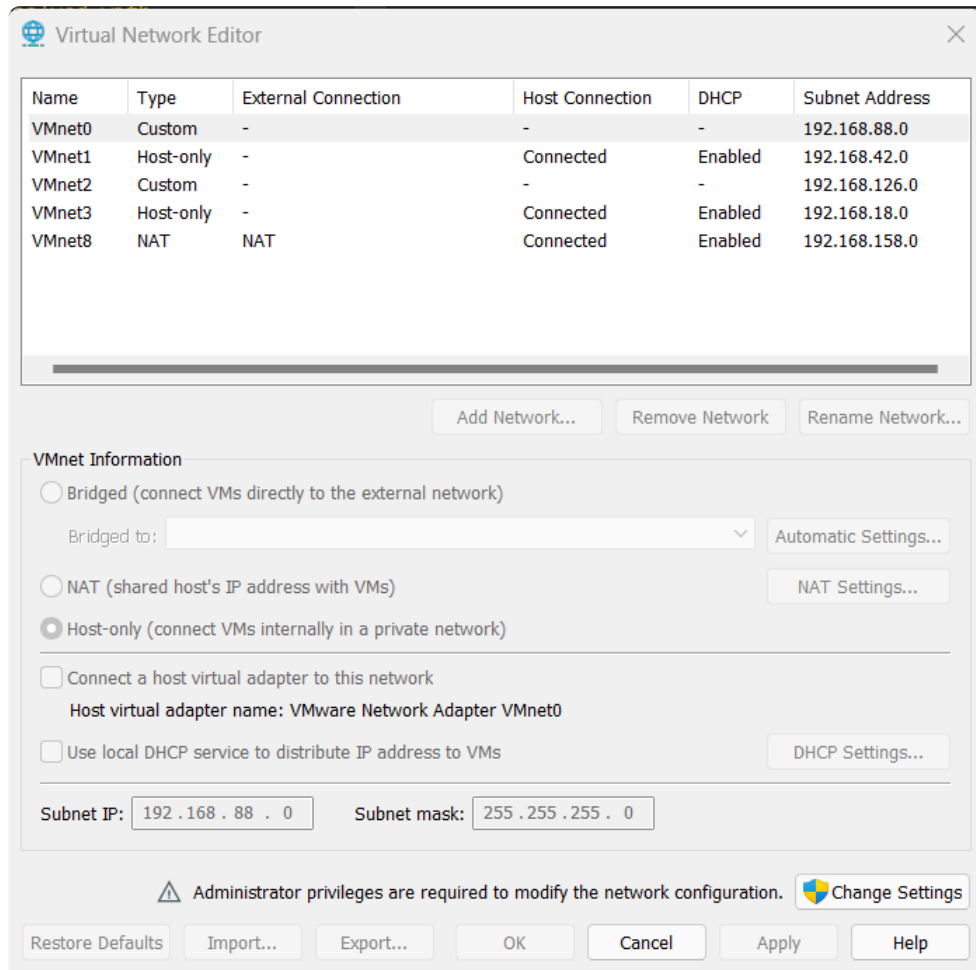 Virtual Network Editor
Name Type External Connection Host Connection DHCP Subnet Address
VMnet0 Custom - - - 192.168.88.0
VMnet1 Host-only - Connected Enabled 192.168.42.0
VMnet2 Custom - - - 192.168.126.0
VMnet3 Host-only - Connected Enabled 192.168.18.0
VMnet8 NAT NAT Connected Enabled 192.168.158.0
Add Network... Remove Network Rename Network...
VMnet Information
Bridged (connect VMs directly to the external network)
Bridged to: Automatic Settings...
NAT (shared host's IP address with VMs) NAT Settings...
Host-only (connect VMs internally in a private network)
Connect a host virtual adapter to this network
Host virtual adapter name: VMware Network Adapter VMnet0
Use local DHCP service to distribute IP address to VMs DHCP Settings...
Subnet IP: 192 . 168 . 88 . 0 Subnet mask: 255 . 255 . 255 . 0
Administrator privileges are required to modify the network configuration. Change Settings
Restore Defaults Import... Export... OK Cancel Apply Help